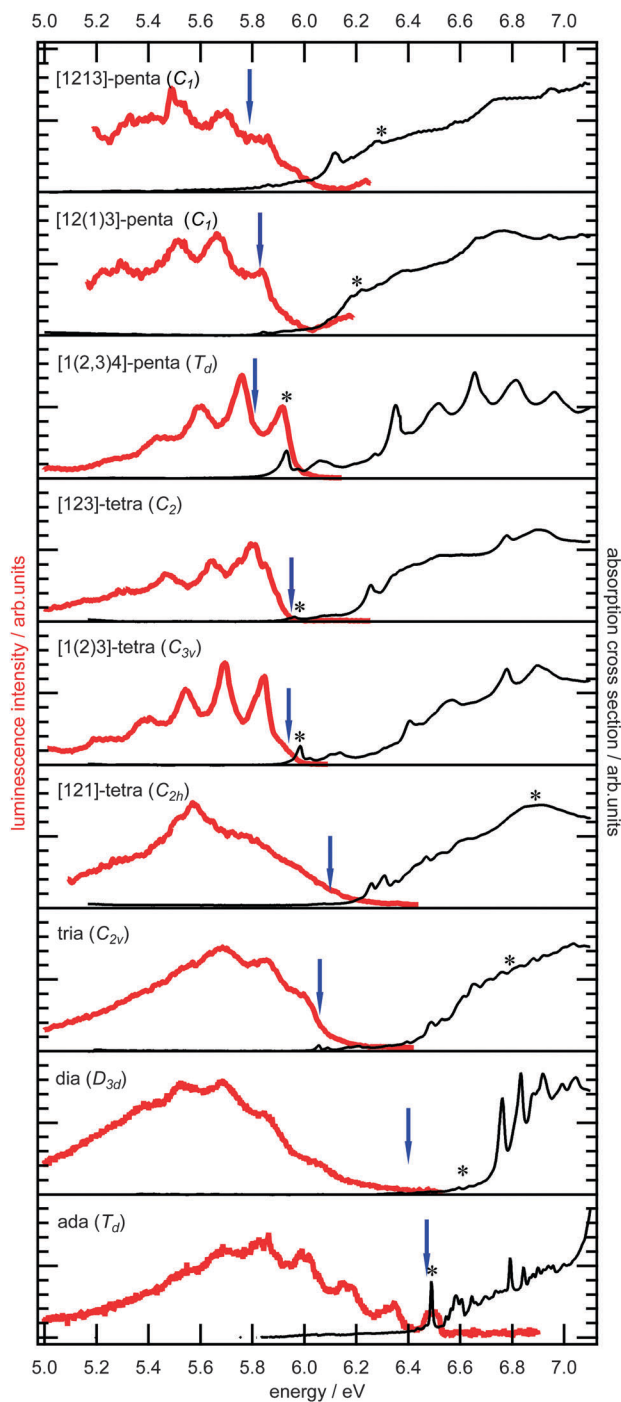 5.0 5.2 5.4 5.6 5.8 6.0 6.2 6.4 6.6 6.8 7.0
[1213]-penta (C1)
*
[12(1)3]-penta (C1)
*
[1(2,3)4]-penta (Td)
*
[123]-tetra (C2)
*
[1(2)3]-tetra (C3v)
*
[121]-tetra (C2h)
*
tria (C2v)
*
dia (D3d)
*
ada (Td)
*
5.0 5.2 5.4 5.6 5.8 6.0 6.2 6.4 6.6 6.8 7.0
energy / eV
luminescence intensity / arb.units
absorption cross section / arb.units